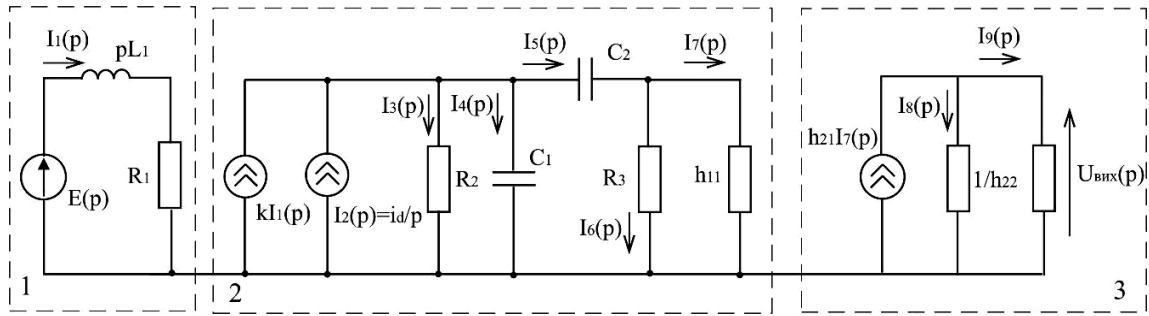 I₁(p)
pL₁
E(p)
R₁
1
kI₁(p)
I₂(p)=i_d/p
I₃(p)
R₂
I₄(p)
C₁
I₅(p)
C₂
I₆(p)
R₃
I₇(p)
h₁₁
2
h₂₁I₇(p)
I₈(p)
1/h₂₂
I₉(p)
Uвих(p)
3